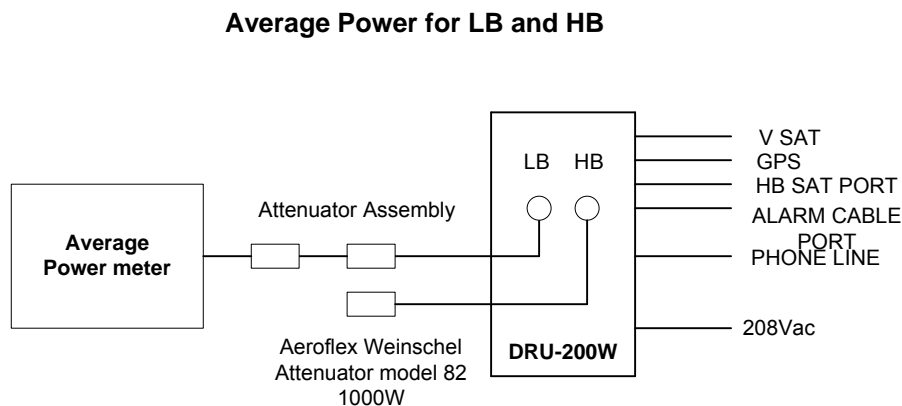 Average Power for LB and HB
V SAT
LB HB
GPS
HB SAT PORT
Attenuator Assembly
ALARM CABLE
PORT
Average
Power meter
PHONE LINE
208Vac
Aeroflex Weinschel
Attenuator model 82
1000W
DRU-200W